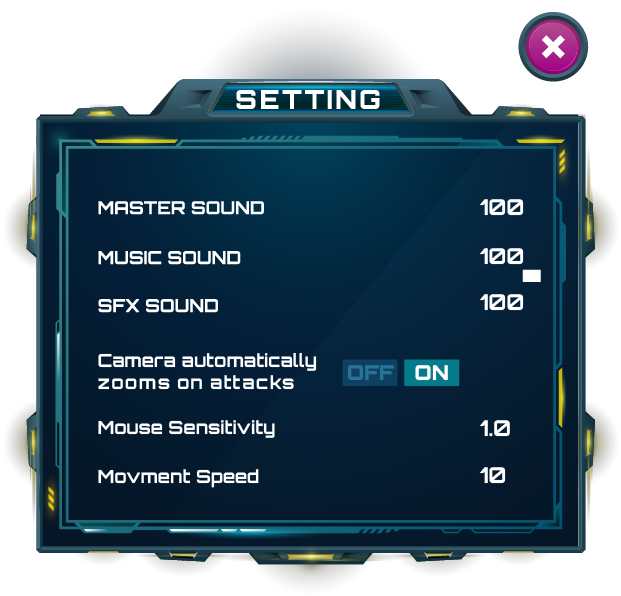 SETTING
MASTER SOUND 100
MUSIC SOUND 100
SFX SOUND 100
Camera automatically
zooms on attacks OFF ON
Mouse Sensitivity 1.0
Movment Speed 10